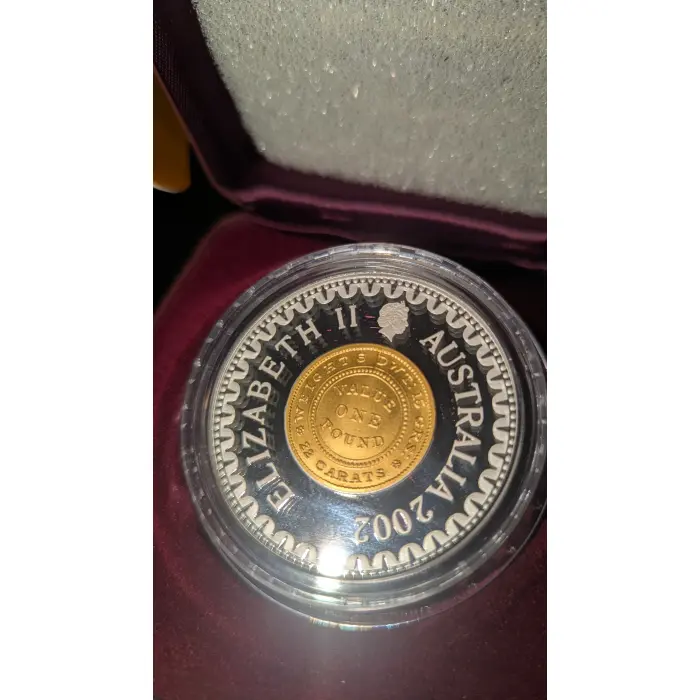 ELIZABETH II AUSTRALIA 2002
WEIGHT 5 DWT:15 GRS
22 CARATS
VALUE
ONE
POUND